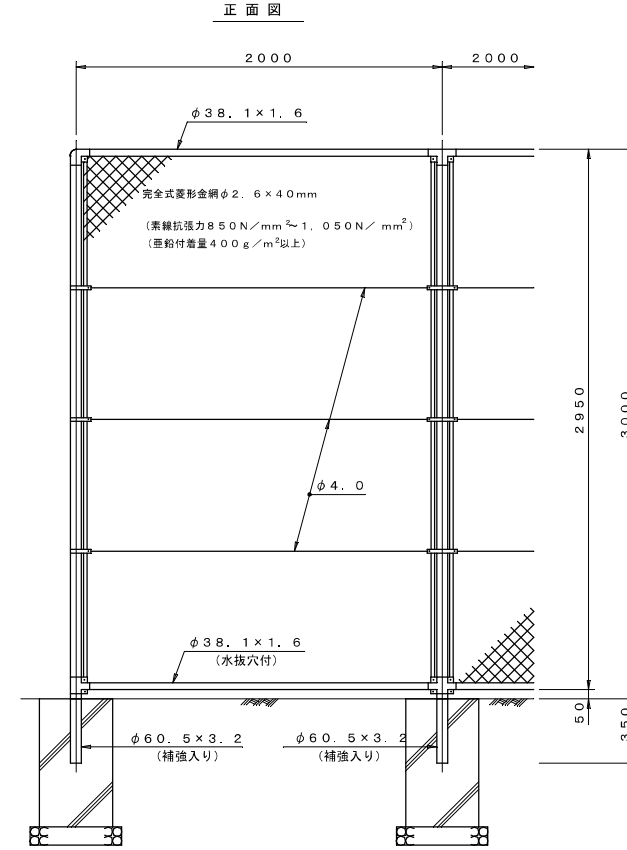 正面図
2000
2000
φ38.1×1.6
完全式菱形金網φ2.6×40mm
(素線抗張力850N/mm²~1,050N/mm²)
(亜鉛付着量400g/m²以上)
2950
3000
φ4.0
φ38.1×1.6
(水抜穴付)
50
350
φ60.5×3.2
(補強入り)
φ60.5×3.2
(補強入り)